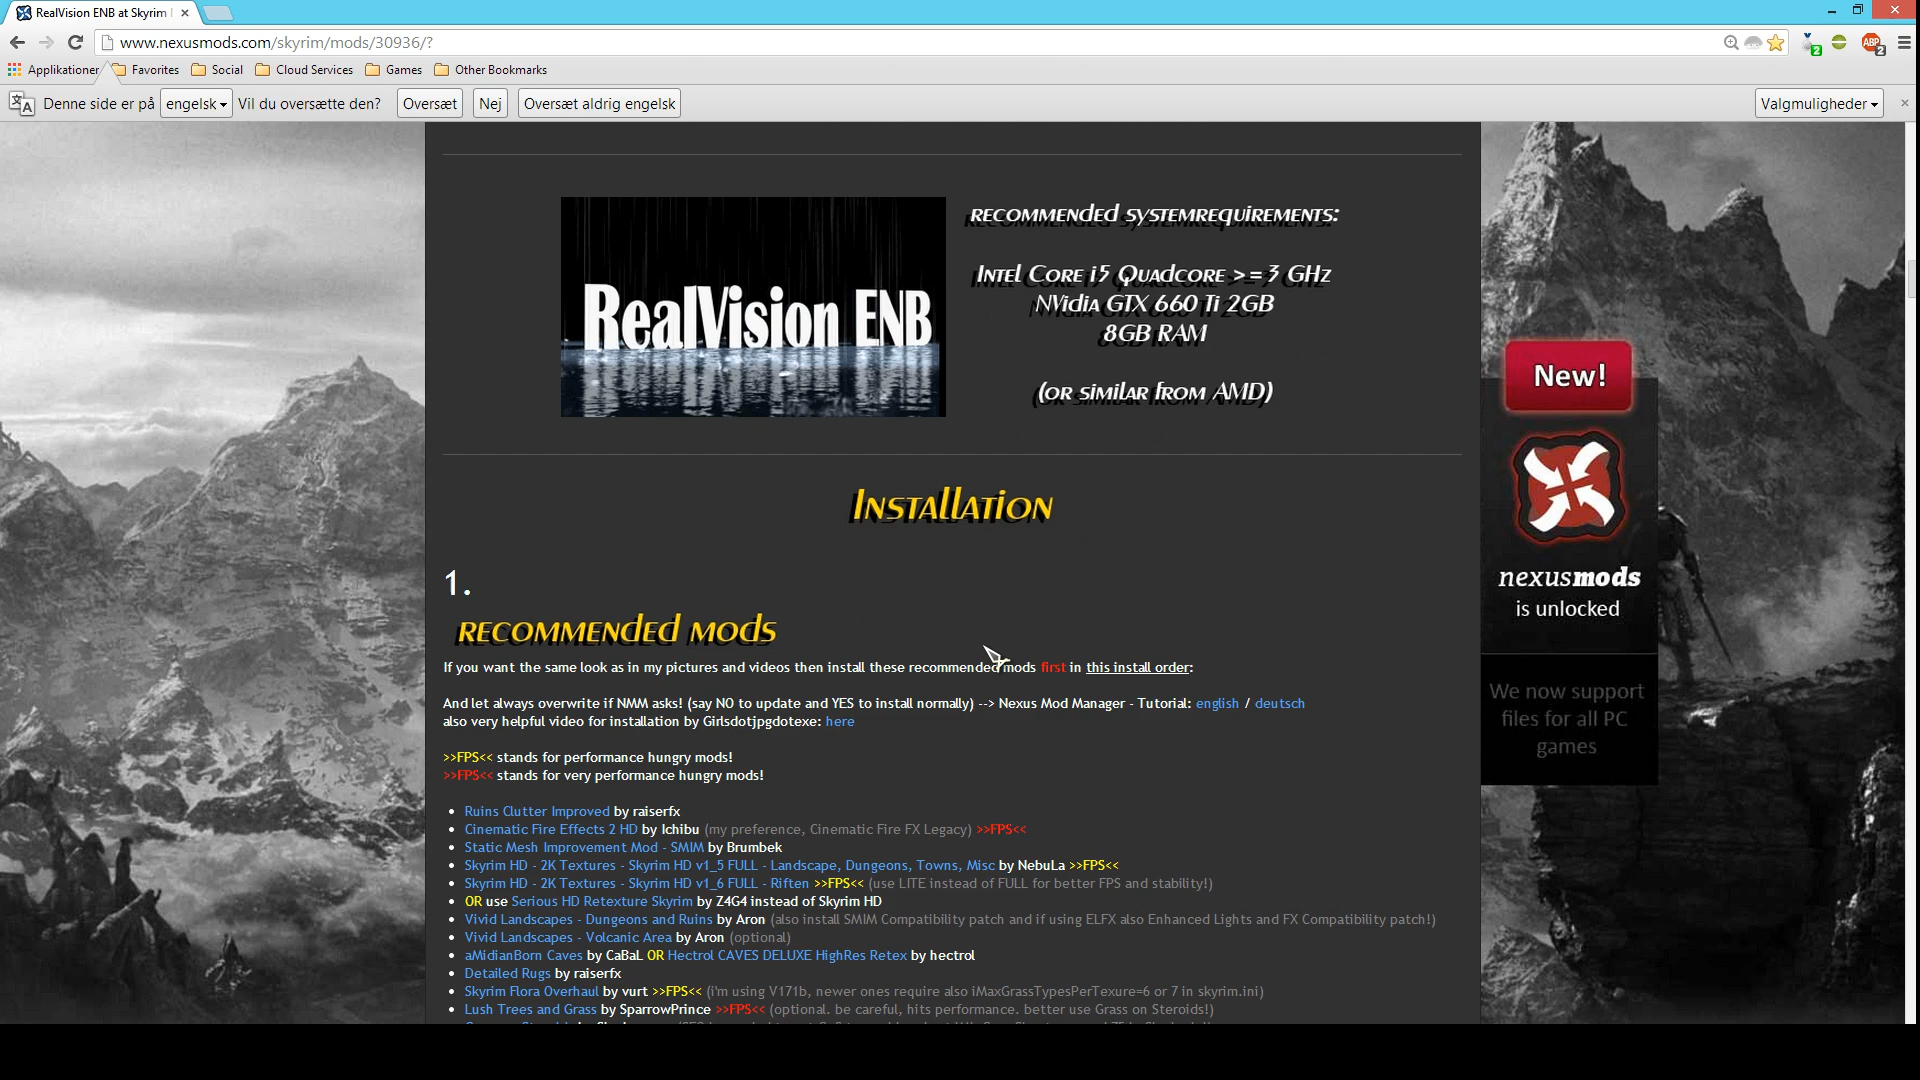 RealVision ENB at Skyrim
www.nexusmods.com/skyrim/mods/30936/?
2
ABP
2
Applikationer
Favorites
Social
Cloud Services
Games
Other Bookmarks
Denne side er på
engelsk
Vil du oversætte den?
Oversæt
Nej
Oversæt aldrig engelsk
Valgmuligheder
RealVision ENB
recommended systemrequirements:
Intel Core i5 Quadcore >=3 GHz
NVidia GTX 660 Ti 2GB
8GB RAM
(or similar from AMD)
Installation
1.
recommended mods
If you want the same look as in my pictures and videos then install these recommended mods first in this install order:
And let always overwrite if NMM asks! (say NO to update and YES to install normally) --> Nexus Mod Manager - Tutorial: english / deutsch
also very helpful video for installation by Girlsdotjpgdotexe: here
>>FPS<< stands for performance hungry mods!
>>FPS<< stands for very performance hungry mods!
Ruins Clutter Improved by raiserfx
Cinematic Fire Effects 2 HD by Ichibu (my preference, Cinematic Fire FX Legacy) >>FPS<<
Static Mesh Improvement Mod - SMIM by Brumbek
Skyrim HD - 2K Textures - Skyrim HD v1_5 FULL - Landscape, Dungeons, Towns, Misc by NebuLa >>FPS<<
Skyrim HD - 2K Textures - Skyrim HD v1_6 FULL - Riften >>FPS<< (use LITE instead of FULL for better FPS and stability!)
OR use Serious HD Retexture Skyrim by Z4G4 instead of Skyrim HD
Vivid Landscapes - Dungeons and Ruins by Aron (also install SMIM Compatibility patch and if using ELFX also Enhanced Lights and FX Compatibility patch!)
Vivid Landscapes - Volcanic Area by Aron (optional)
aMidianBorn Caves by CaBaL OR Hectrol CAVES DELUXE HighRes Retex by hectrol
Detailed Rugs by raiserfx
Skyrim Flora Overhaul by vurt >>FPS<< (i'm using V171b, newer ones require also iMaxGrassTypesPerTexure=6 or 7 in skyrim.ini)
Lush Trees and Grass by SparrowPrince >>FPS<< (optional. be careful, hits performance. better use Grass on Steroids!)
New!
nexusmods
is unlocked
We now support
files for all PC
games